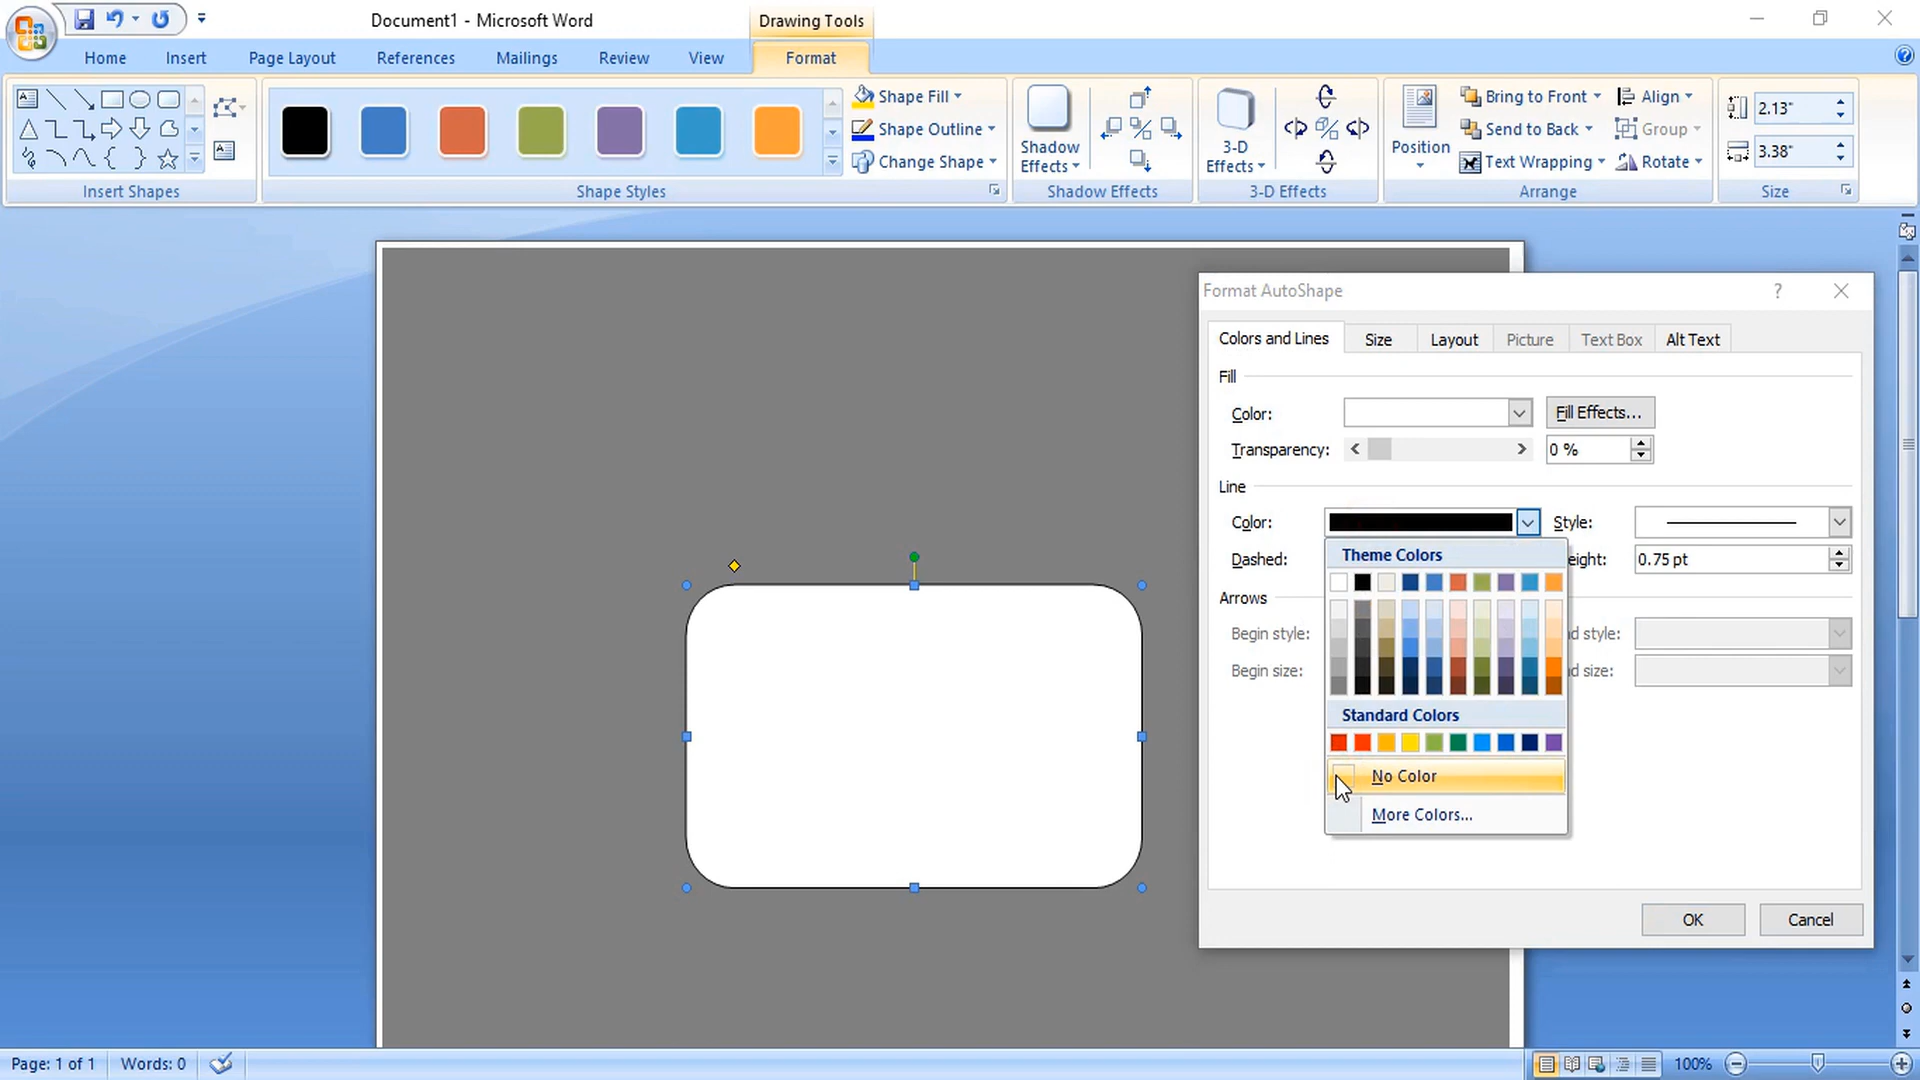 Document1 - Microsoft Word
Drawing Tools
Home Insert Page Layout References Mailings Review View Format
Shape Fill
Shape Outline
Change Shape
Shadow Effects
3-D Effects
Position
Bring to Front
Send to Back
Text Wrapping
Align
Group
Rotate
2.13"
3.38"
Insert Shapes Shape Styles Shadow Effects 3-D Effects Arrange Size
Format AutoShape ?
Colors and Lines Size Layout Picture Text Box Alt Text
Fill
Color: Fill Effects...
Transparency: 0 %
Line
Color: Style:
Dashed: eight: 0.75 pt
Theme Colors
Arrows
Begin style: d style:
Begin size: d size:
Standard Colors
No Color
More Colors...
OK Cancel
Page: 1 of 1 Words: 0 100%